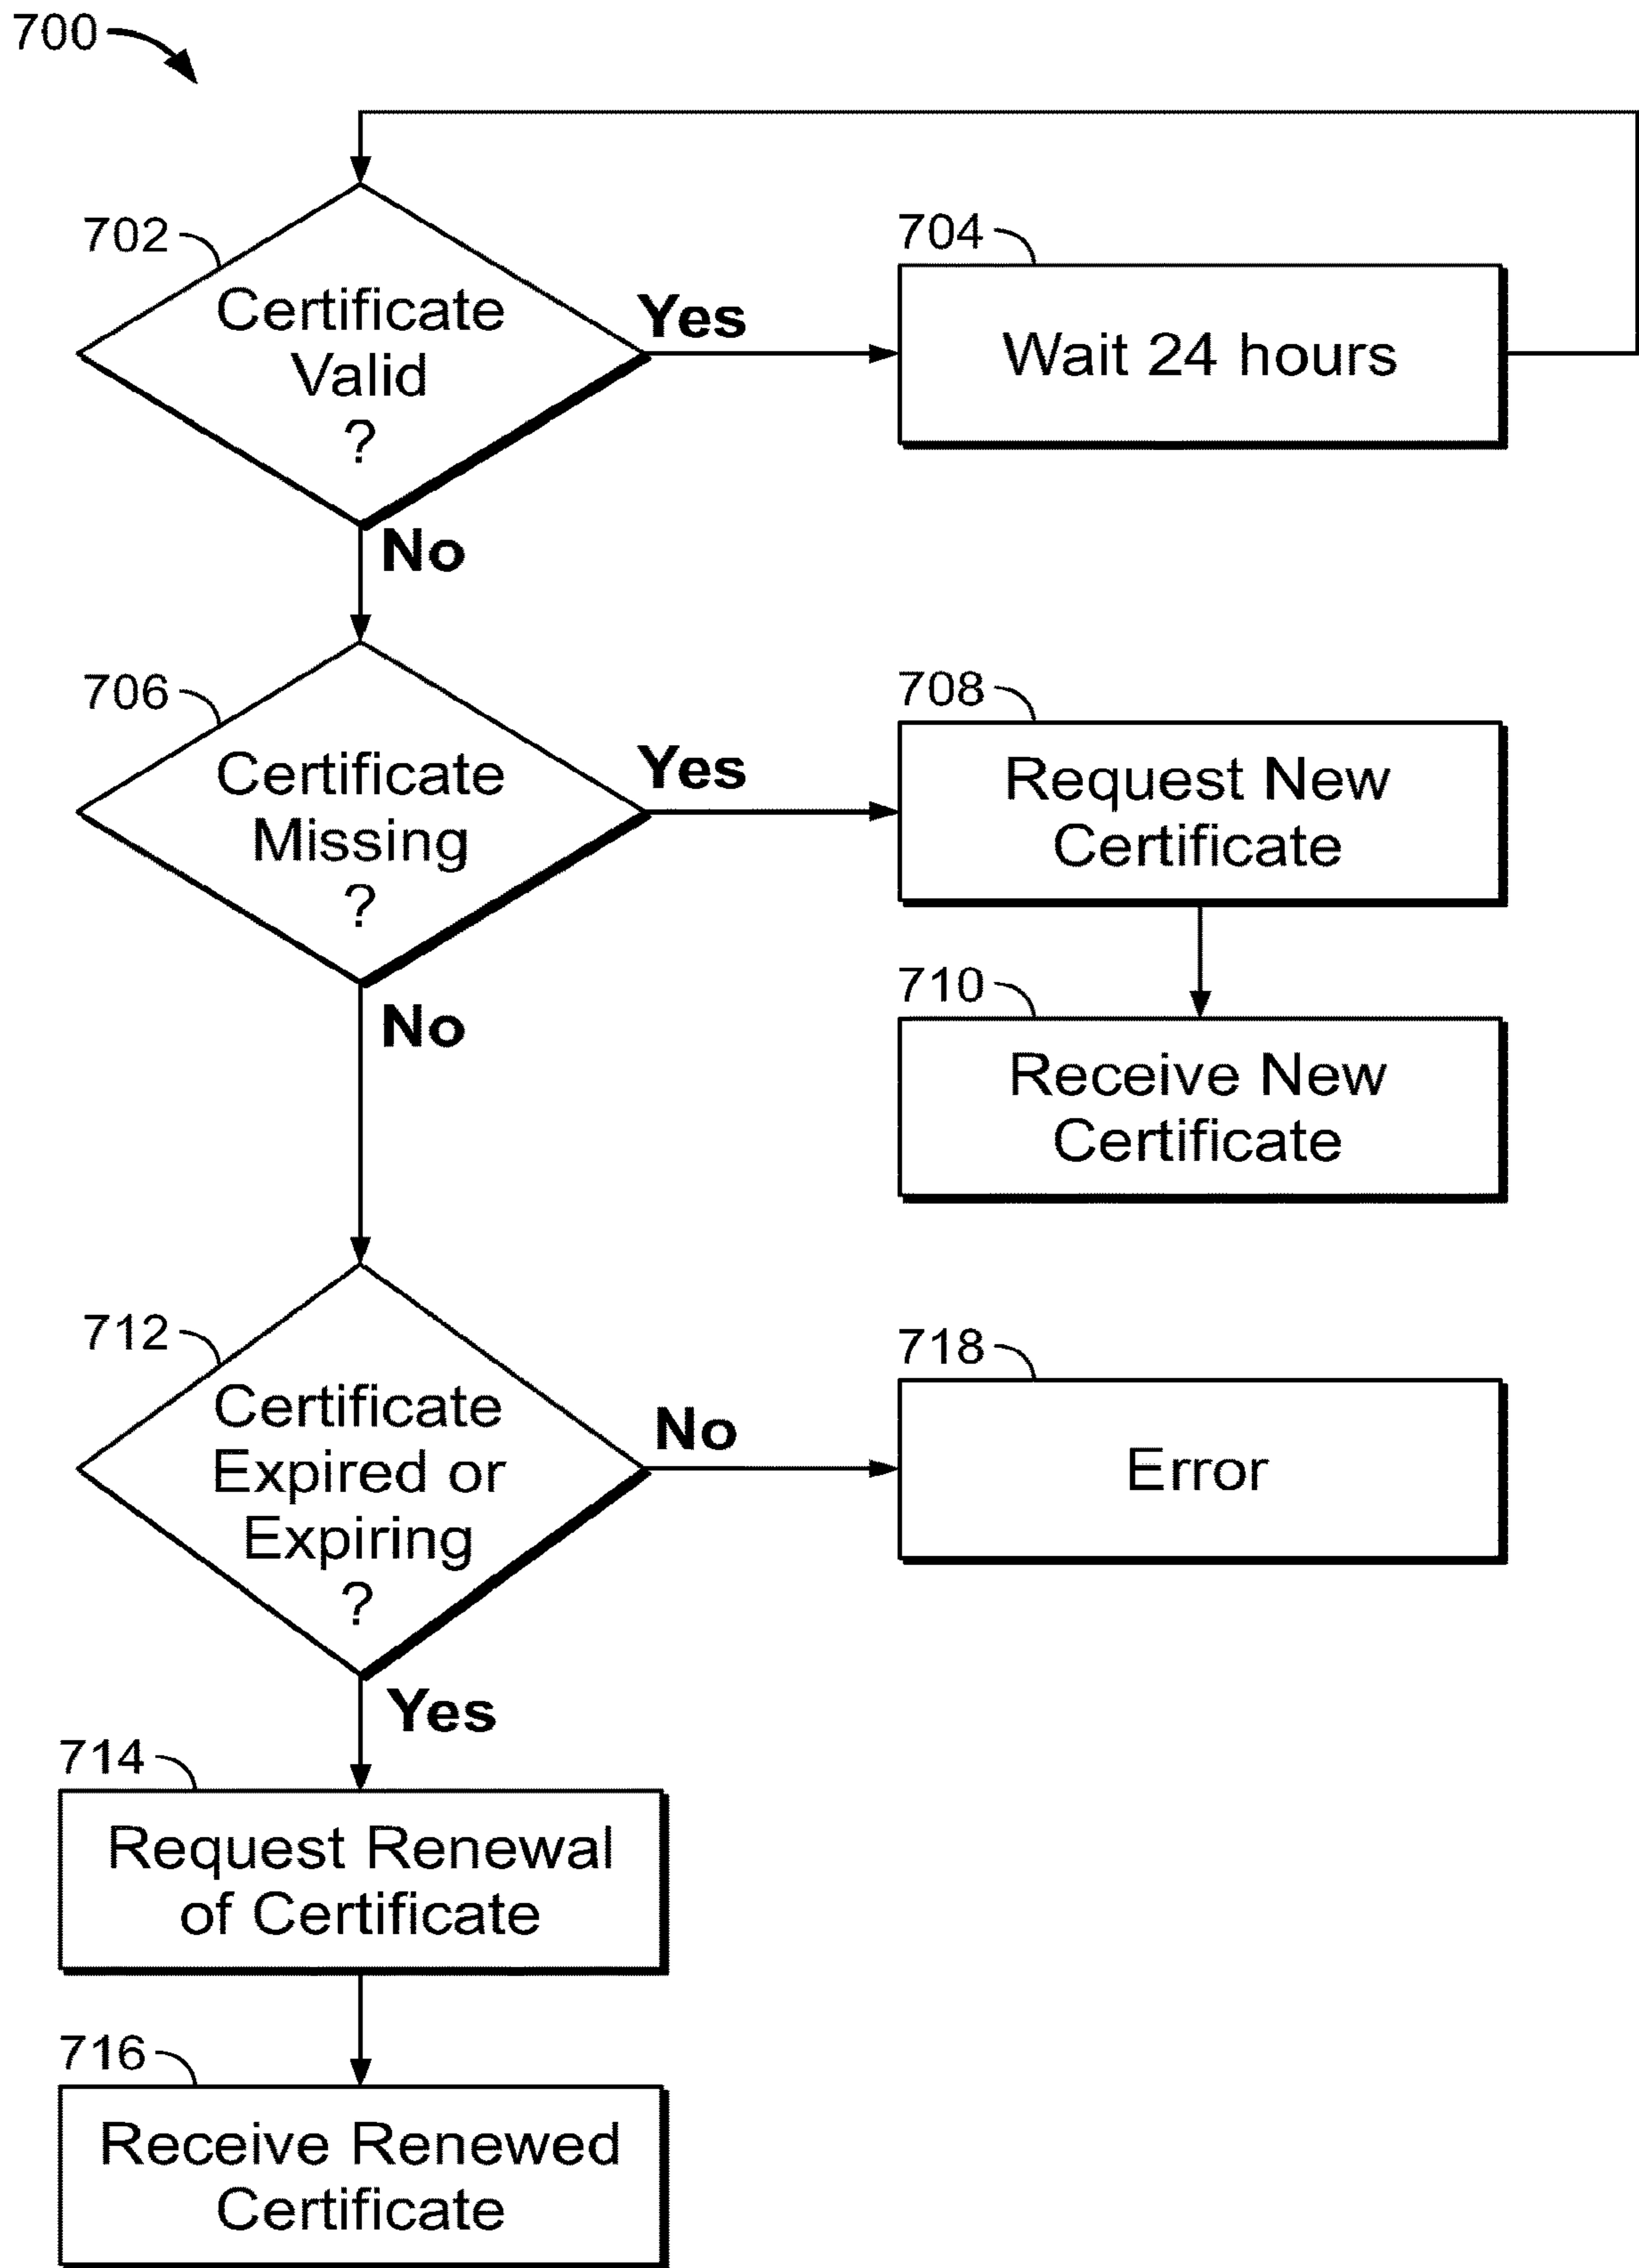 700
702
Certificate
Valid
?
Yes
704
Wait 24 hours
No
706
Certificate
Missing
?
Yes
708
Request New
Certificate
710
Receive New
Certificate
No
712
Certificate
Expired or
Expiring
?
No
718
Error
Yes
714
Request Renewal
of Certificate
716
Receive Renewed
Certificate